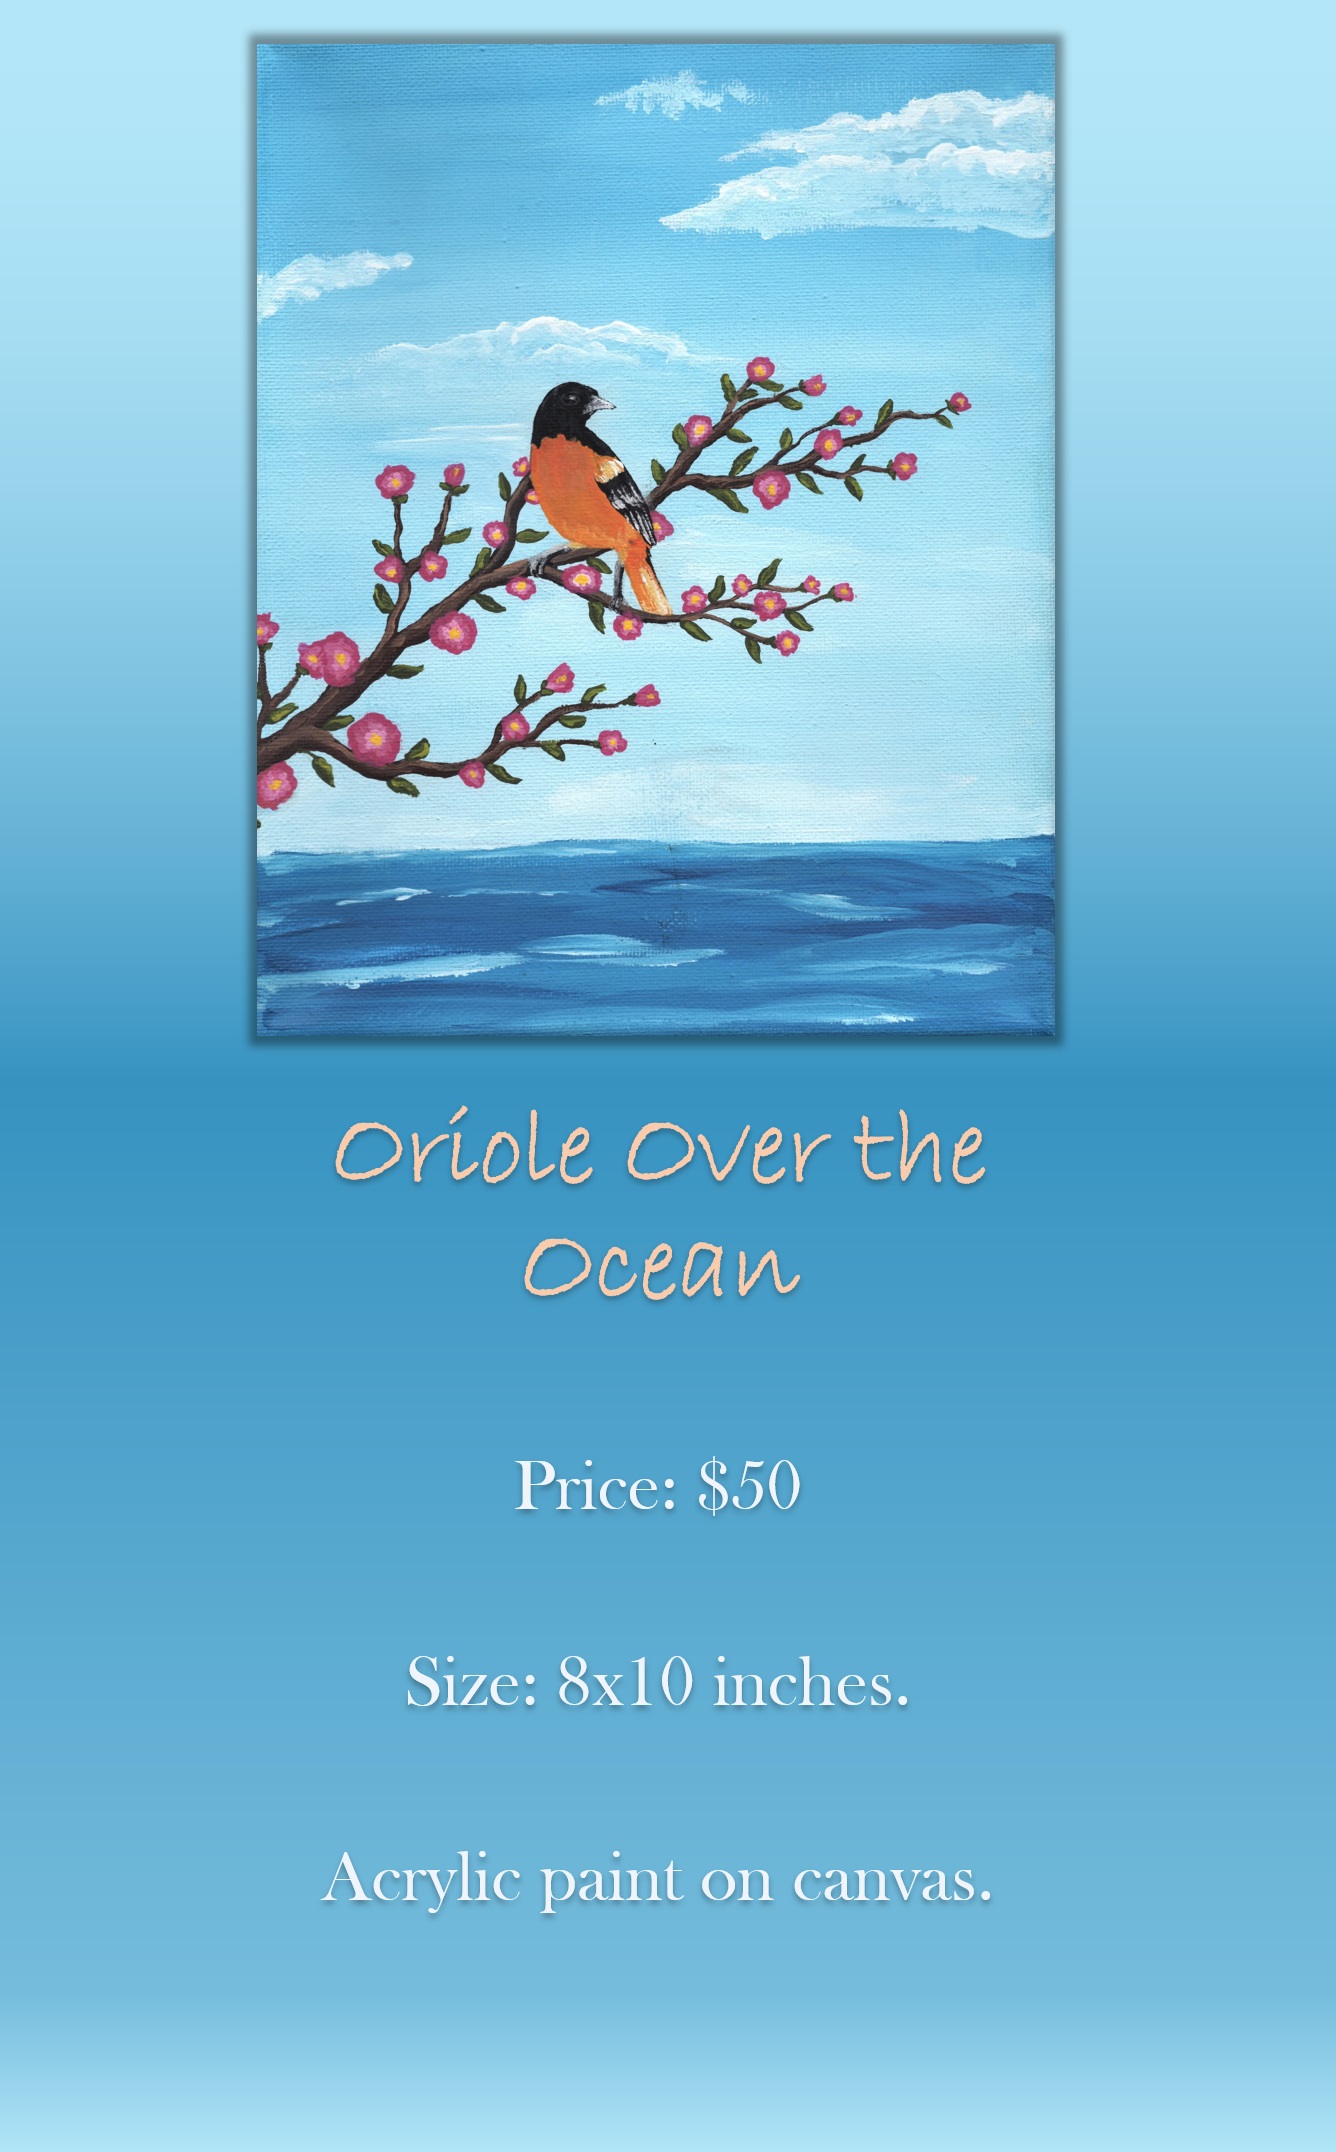 Oriole Over the
Ocean
Price: $50
Size: 8x10 inches.
Acrylic paint on canvas.